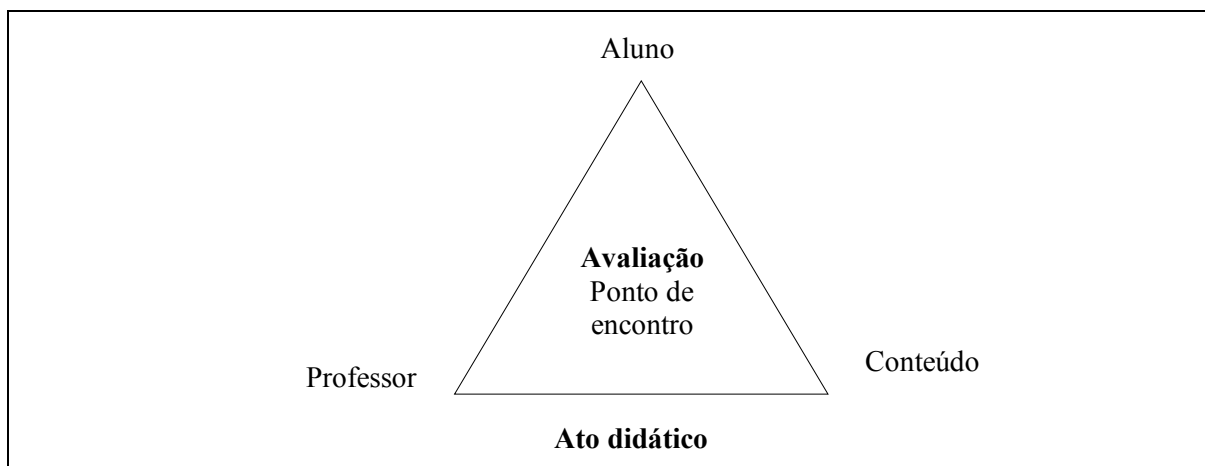 Aluno
Avaliação
Ponto de
encontro
Professor
Conteúdo
Ato didático